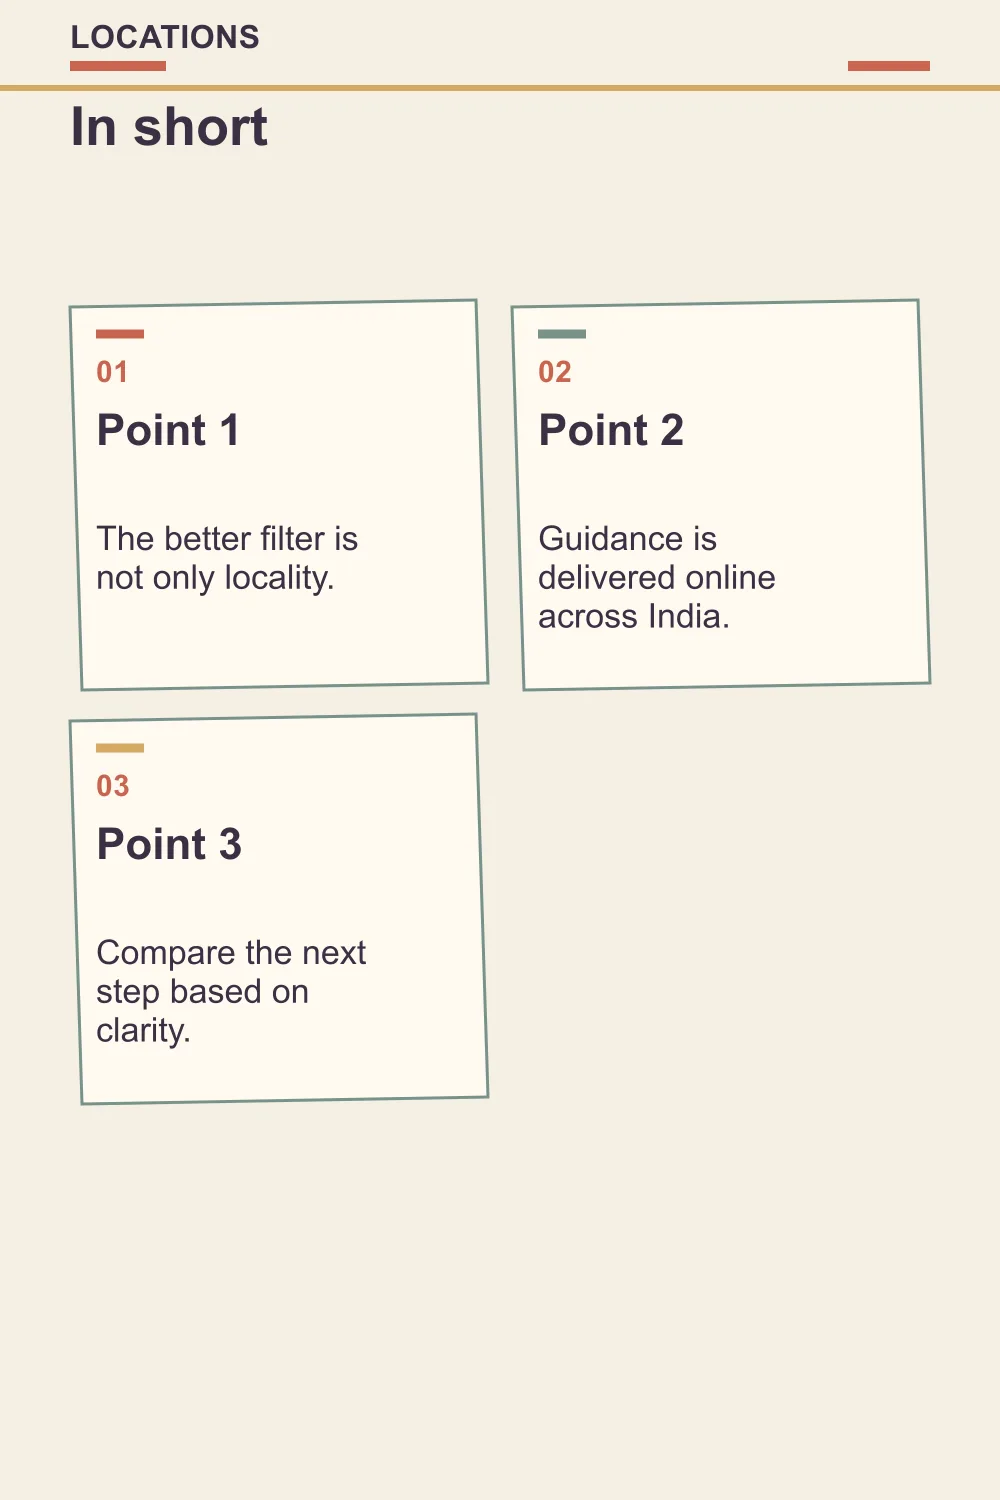 LOCATIONS
In short
01
Point 1
The better filter is
not only locality.
02
Point 2
Guidance is
delivered online
across India.
03
Point 3
Compare the next
step based on
clarity.